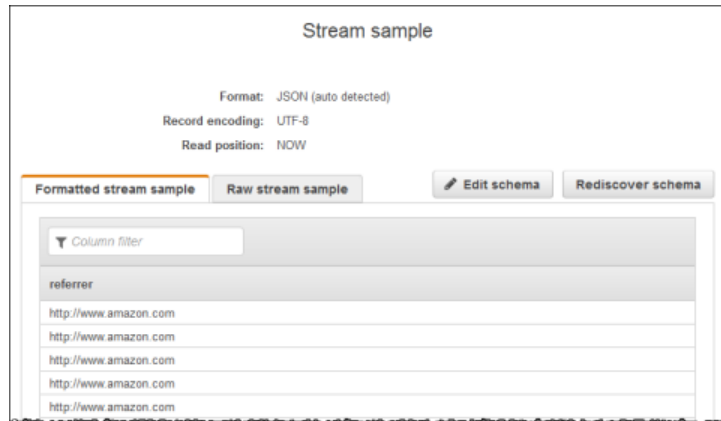 Stream sample
Format: JSON (auto detected)
Record encoding: UTF-8
Read position: NOW
Formatted stream sample Raw stream sample Edit schema Rediscover schema
Column filter
referrer
http://www.amazon.com
http://www.amazon.com
http://www.amazon.com
http://www.amazon.com
http://www.amazon.com